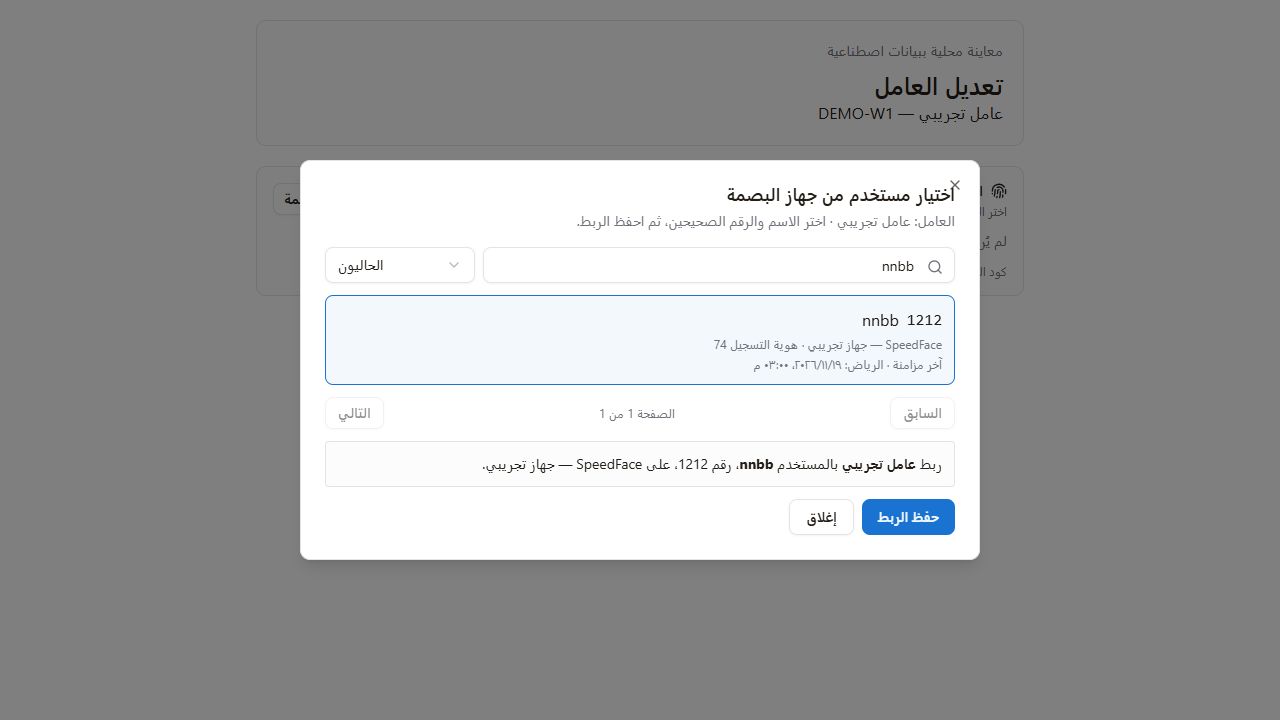 معاينة محلية ببيانات اصطناعية
تعديل العامل
عامل تجريبي — DEMO-W1
اختيار مستخدم من جهاز البصمة
العامل: عامل تجريبي · اختر الاسم والرقم الصحيحين، ثم احفظ الربط.
nnbb
الحاليون
1212 nnbb
SpeedFace — جهاز تجريبي · هوية التسجيل 74
آخر مزامنة · الرياض: ٢٠٢٦/١١/١٩، ٠٣:٠٠ م
السابق
الصفحة 1 من 1
التالي
ربط عامل تجريبي بالمستخدم nnbb، رقم 1212، على SpeedFace — جهاز تجريبي.
حفظ الربط
إغلاق
اختر
كود